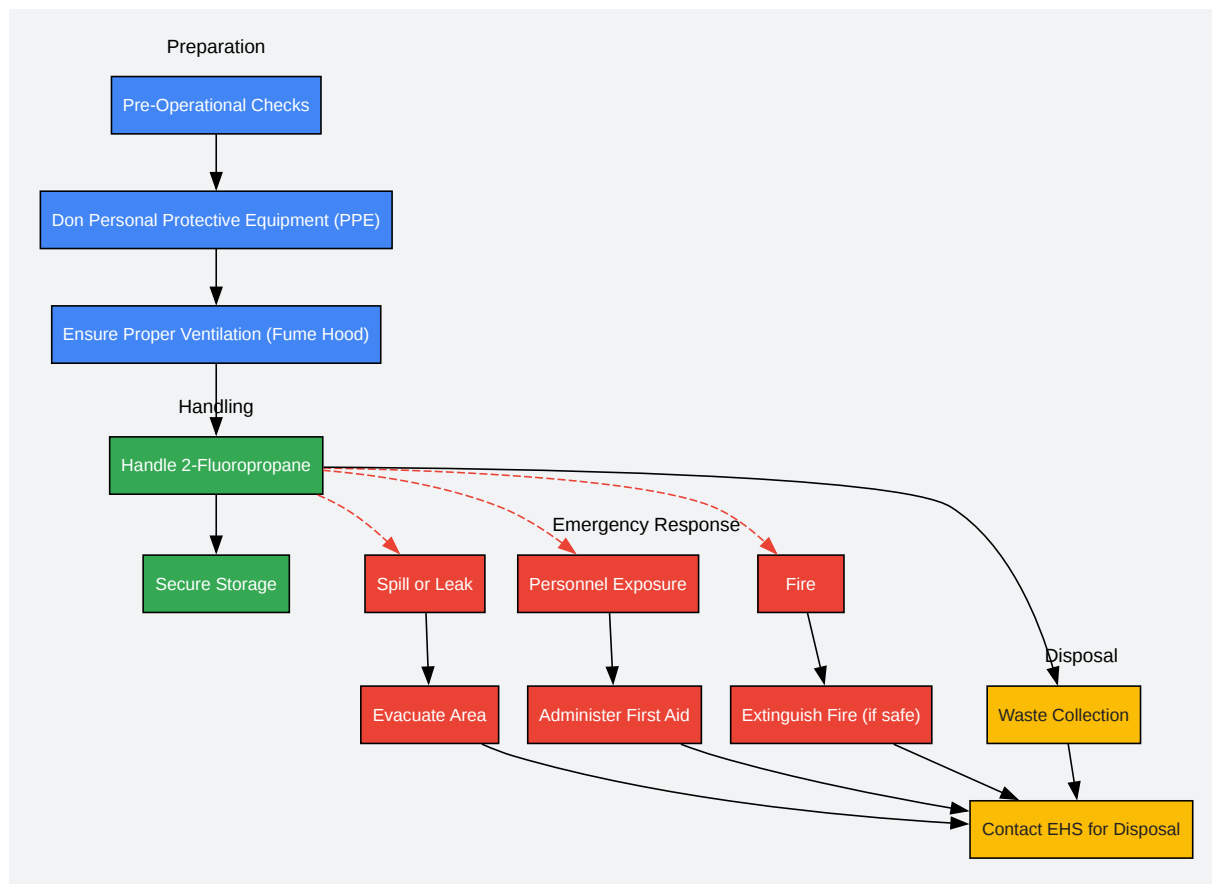 Preparation
Pre-Operational Checks
Don Personal Protective Equipment (PPE)
Ensure Proper Ventilation (Fume Hood)
Handling
Handle 2-Fluoropropane
Secure Storage
Emergency Response
Spill or Leak
Personnel Exposure
Fire
Evacuate Area
Administer First Aid
Extinguish Fire (if safe)
Disposal
Waste Collection
Contact EHS for Disposal